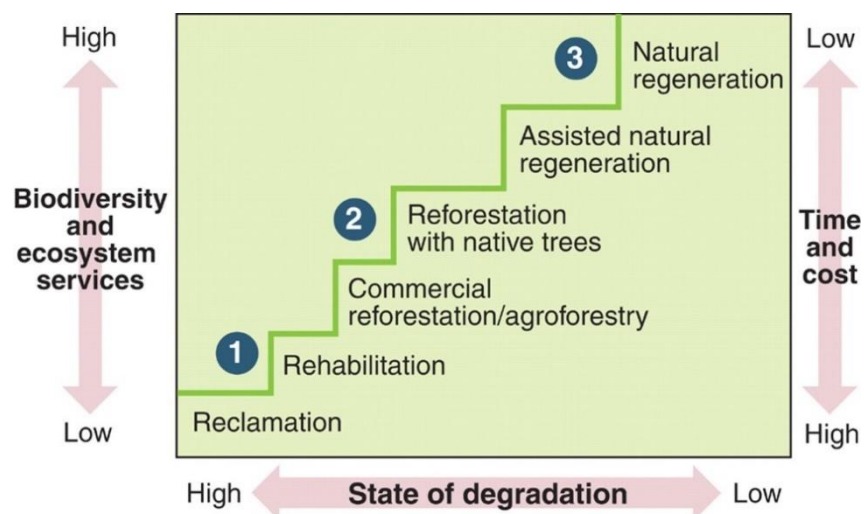 High
Biodiversity
and
ecosystem
services
Low
3
Natural
regeneration
Assisted natural
regeneration
2
Reforestation
with native trees
Commercial
reforestation/agroforestry
1
Rehabilitation
Reclamation
Low
Time
and
cost
High
High
State of degradation
Low